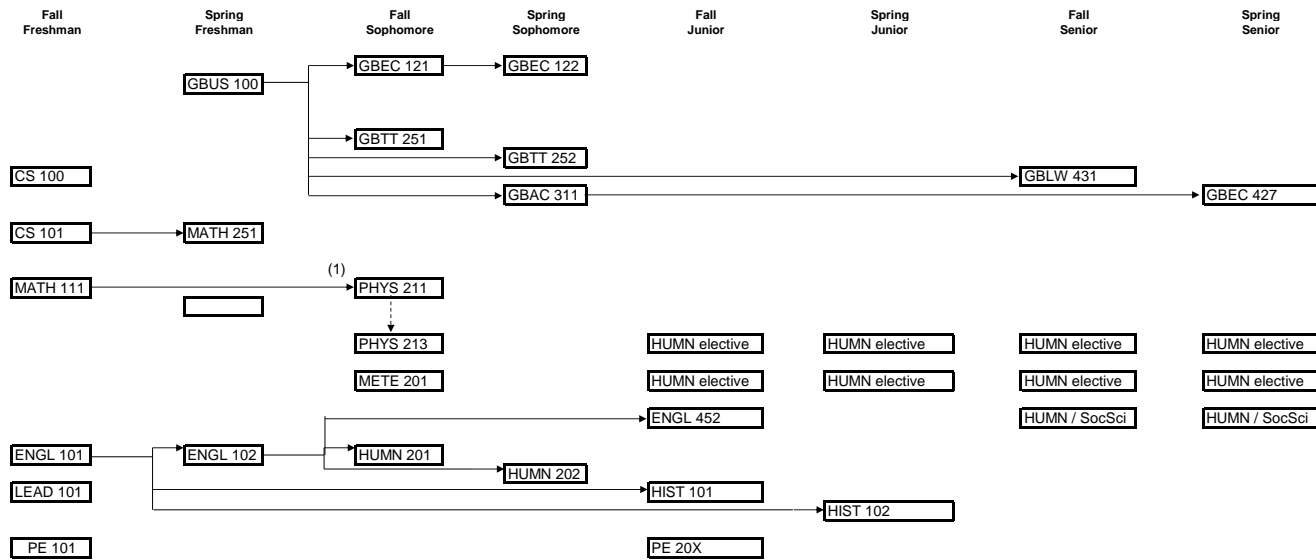 Fall Freshman
Spring Freshman
Fall Sophomore
Spring Sophomore
Fall Junior
Spring Junior
Fall Senior
Spring Senior
GBEC 121
GBEC 122
GBUS 100
GBTT 251
GBTT 252
CS 100
GBLW 431
GBAC 311
GBEC 427
CS 101
MATH 251
(1)
MATH 111
PHYS 211
PHYS 213
HUMN elective
HUMN elective
HUMN elective
HUMN elective
METE 201
HUMN elective
HUMN elective
HUMN elective
HUMN elective
ENGL 452
HUMN / SocSci
HUMN / SocSci
ENGL 101
ENGL 102
HUMN 201
HUMN 202
LEAD 101
HIST 101
HIST 102
PE 101
PE 20X